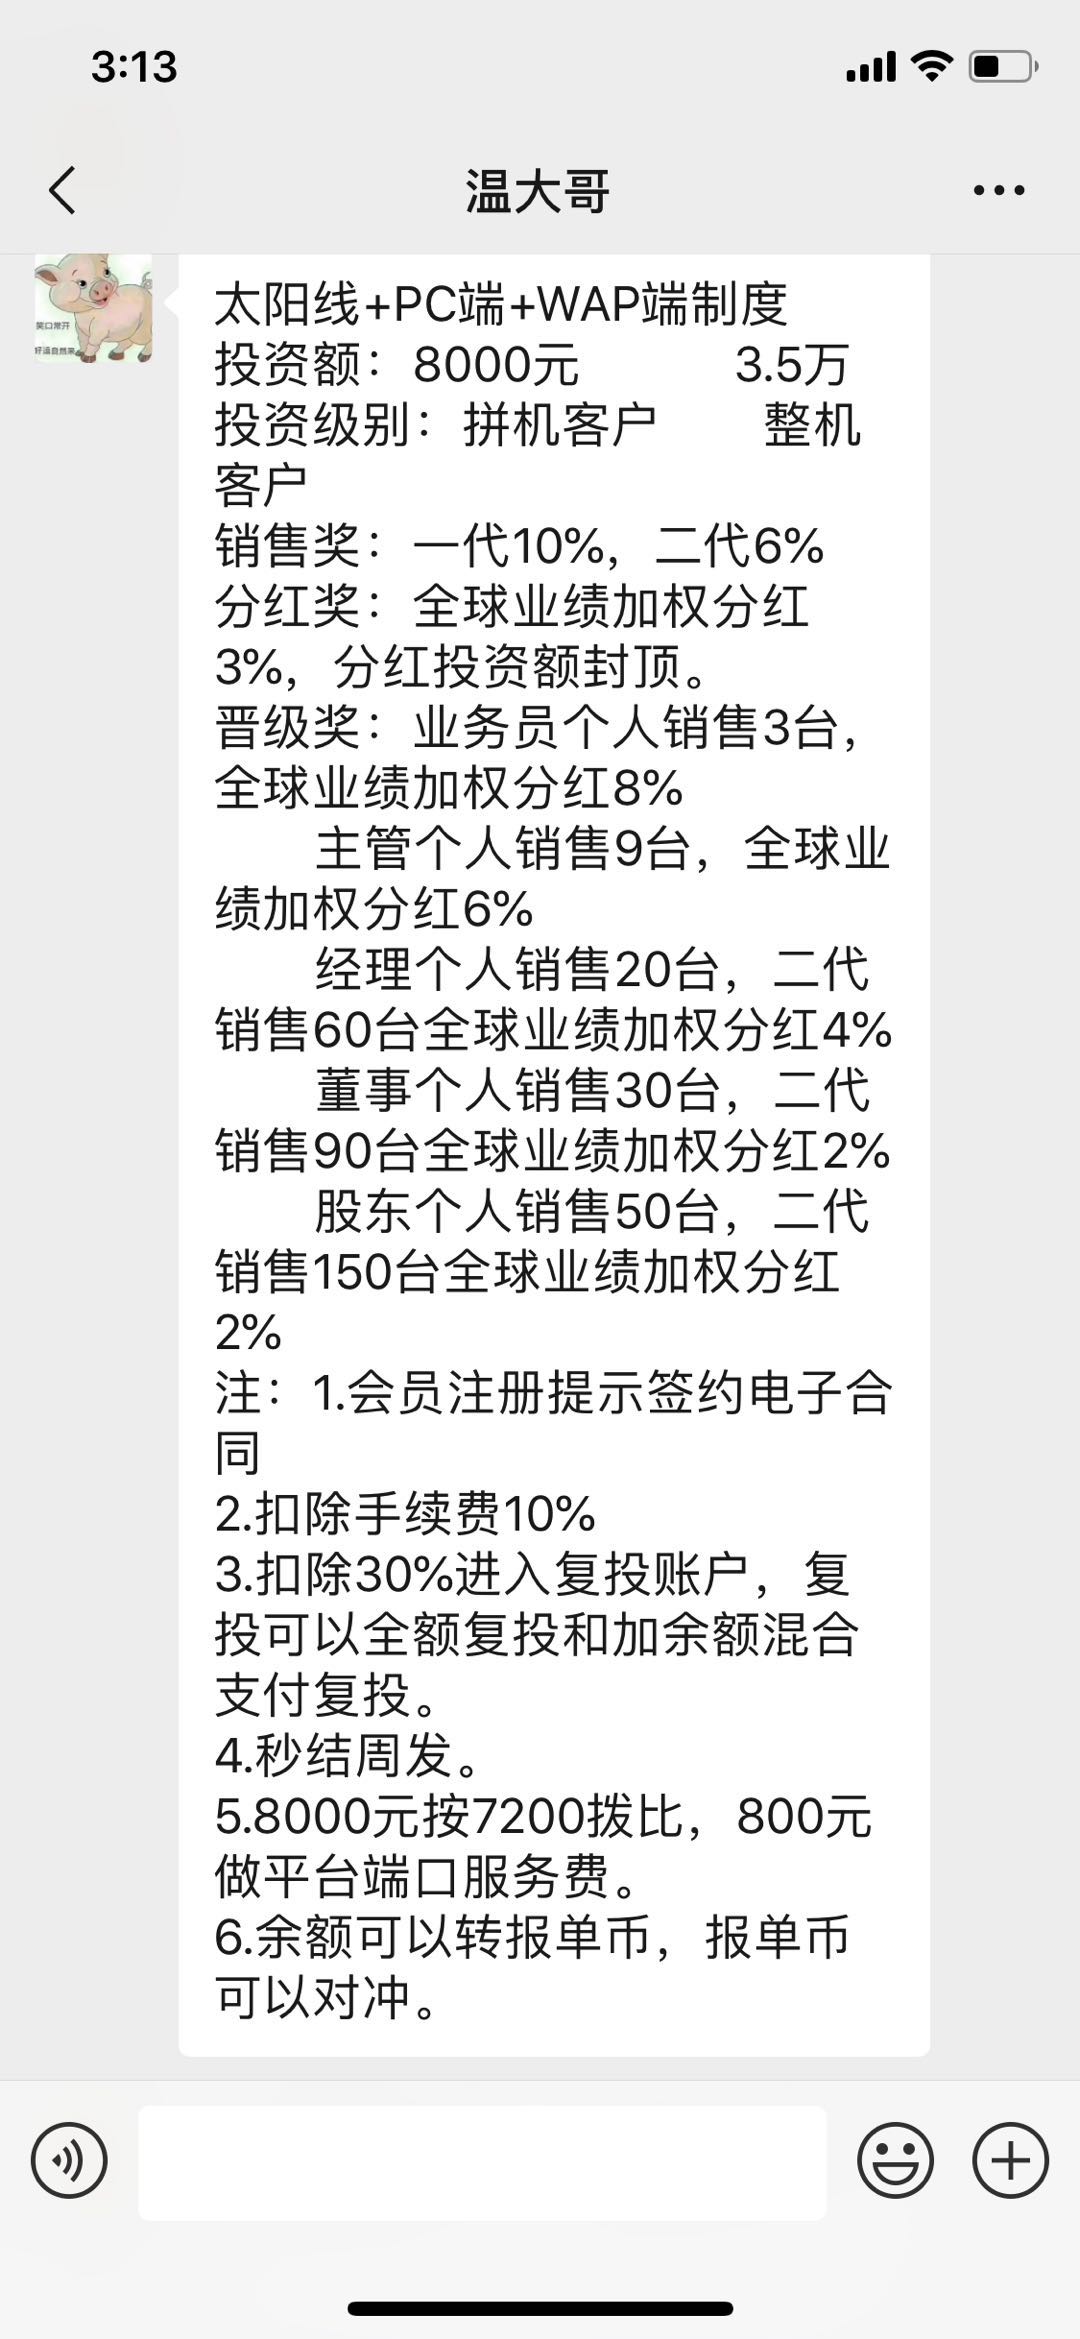 3:13
温大哥
笑口常开
好运自然来
太阳线+PC端+WAP端制度
投资额：8000元 3.5万
投资级别：拼机客户 整机
客户
销售奖：一代10%，二代6%
分红奖：全球业绩加权分红
3%，分红投资额封顶。
晋级奖：业务员个人销售3台，
全球业绩加权分红8%
主管个人销售9台，全球业
绩加权分红6%
经理个人销售20台，二代
销售60台全球业绩加权分红4%
董事个人销售30台，二代
销售90台全球业绩加权分红2%
股东个人销售50台，二代
销售150台全球业绩加权分红
2%
注：1.会员注册提示签约电子合
同
2.扣除手续费10%
3.扣除30%进入复投账户，复
投可以全额复投和加余额混合
支付复投。
4.秒结周发。
5.8000元按7200拨比，800元
做平台端口服务费。
6.余额可以转报单币，报单币
可以对冲。